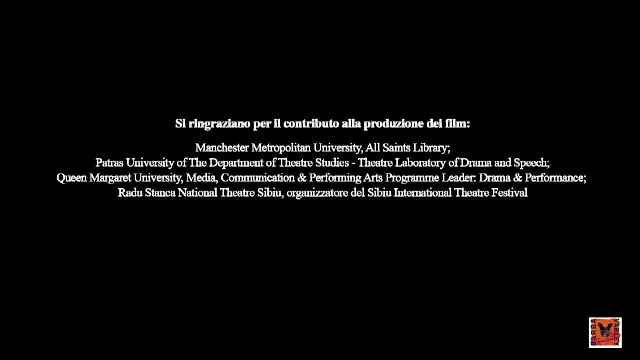 Si ringraziano per il contributo alla produzione dei film:
Manchester Metropolitan University, All Saints Library;
Patras University of The Department of Theatre Studies - Theatre Laboratory of Drama and Speech;
Queen Margaret University, Media, Communication & Performing Arts Programme Leader: Drama & Performance;
Radu Stanca National Theatre Sibiu, organizzatore del Sibiu International Theatre Festival